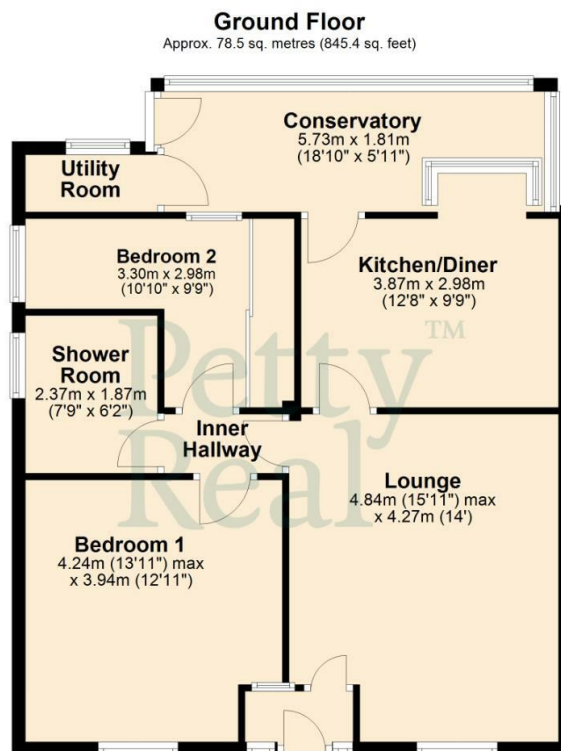 Ground Floor
Approx. 78.5 sq. metres (845.4 sq. feet)
Conservatory
5.73m x 1.81m
(18'10" x 5'11")
Utility
Room
Bedroom 2
3.30m x 2.98m
(10'10" x 9'9")
Kitchen/Diner
3.87m x 2.98m
(12'8" x 9'9")
Shower
Room
2.37m x 1.87m
(7'9" x 6'2")
Petty
Real
TM
Inner
Hallway
Lounge
4.84m (15'11") max
x 4.27m (14')
Bedroom 1
4.24m (13'11") max
x 3.94m (12'11")